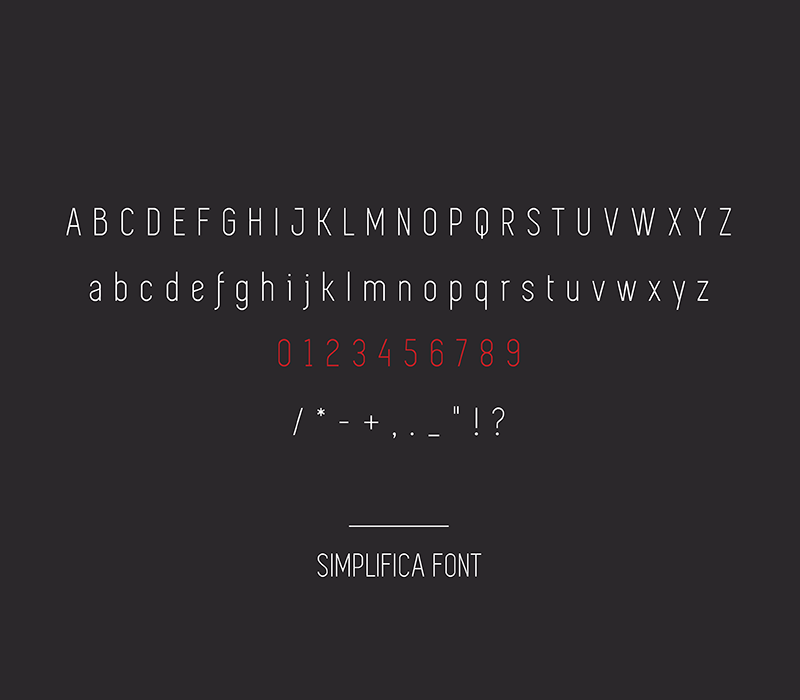 A B C D E F G H I J K L M N O P Q R S T U V W X Y Z
a b c d e f g h i j k l m n o p q r s t u v w x y z
0 1 2 3 4 5 6 7 8 9
/ * - + , . _ " ! ?
SIMPLIFICA FONT